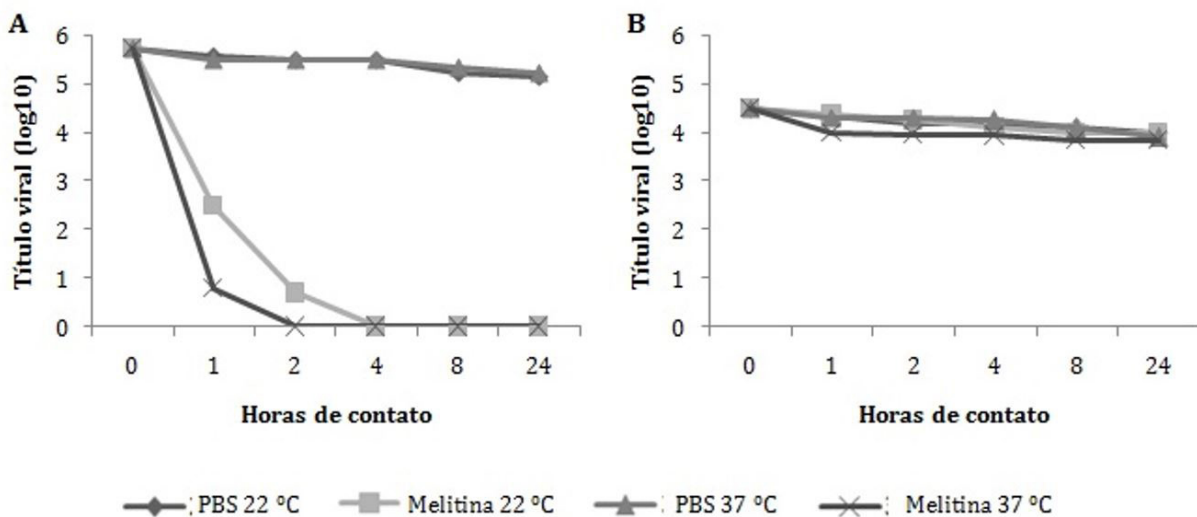 A
B
Título viral (log10)
6
5
4
3
2
1
0
0 1 2 4 8 24
Horas de contato
Título viral (log10)
6
5
4
3
2
1
0
0 1 2 4 8 24
Horas de contato
PBS 22 ºC Melitina 22 ºC PBS 37 ºC Melitina 37 ºC